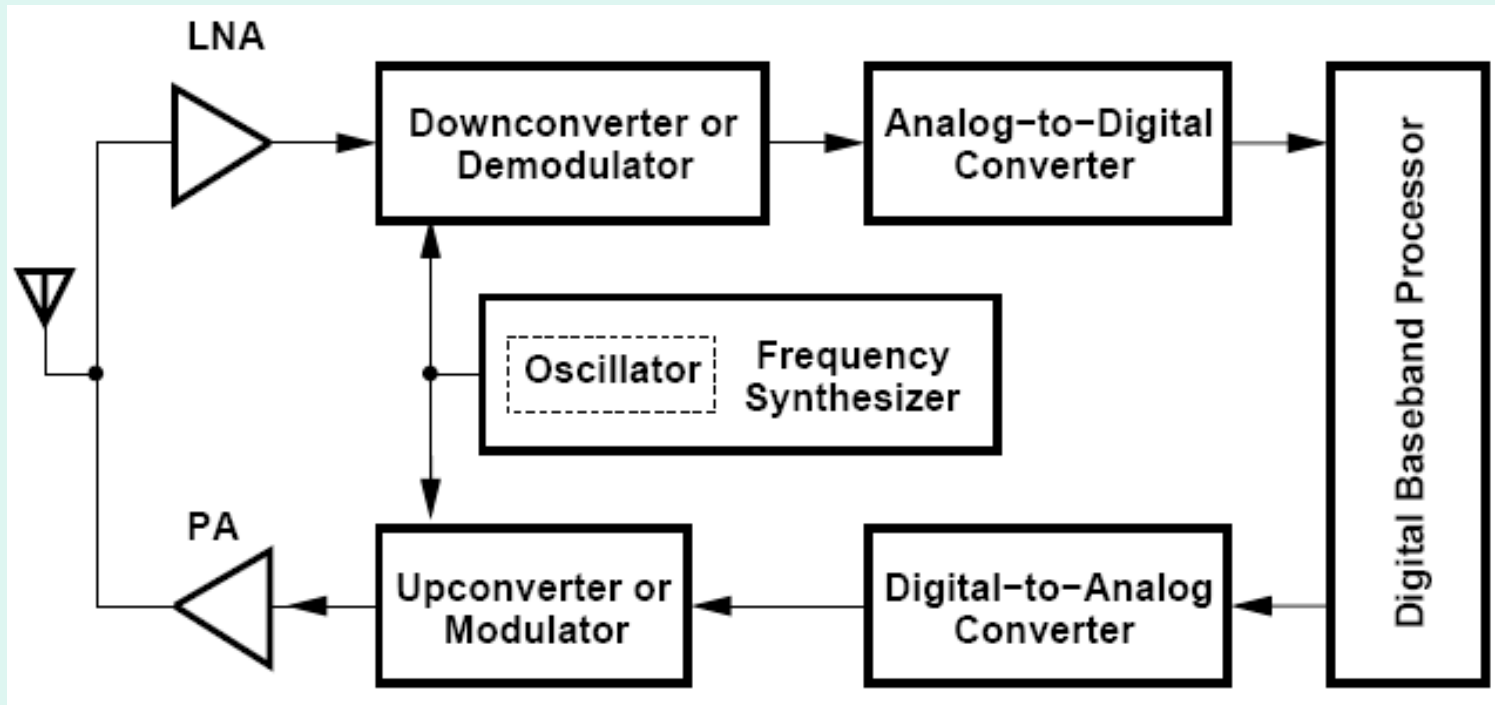 LNA
Downconverter or
Demodulator
Analog−to−Digital
Converter
Digital Baseband Processor
Oscillator
Frequency
Synthesizer
PA
Upconverter or
Modulator
Digital−to−Analog
Converter